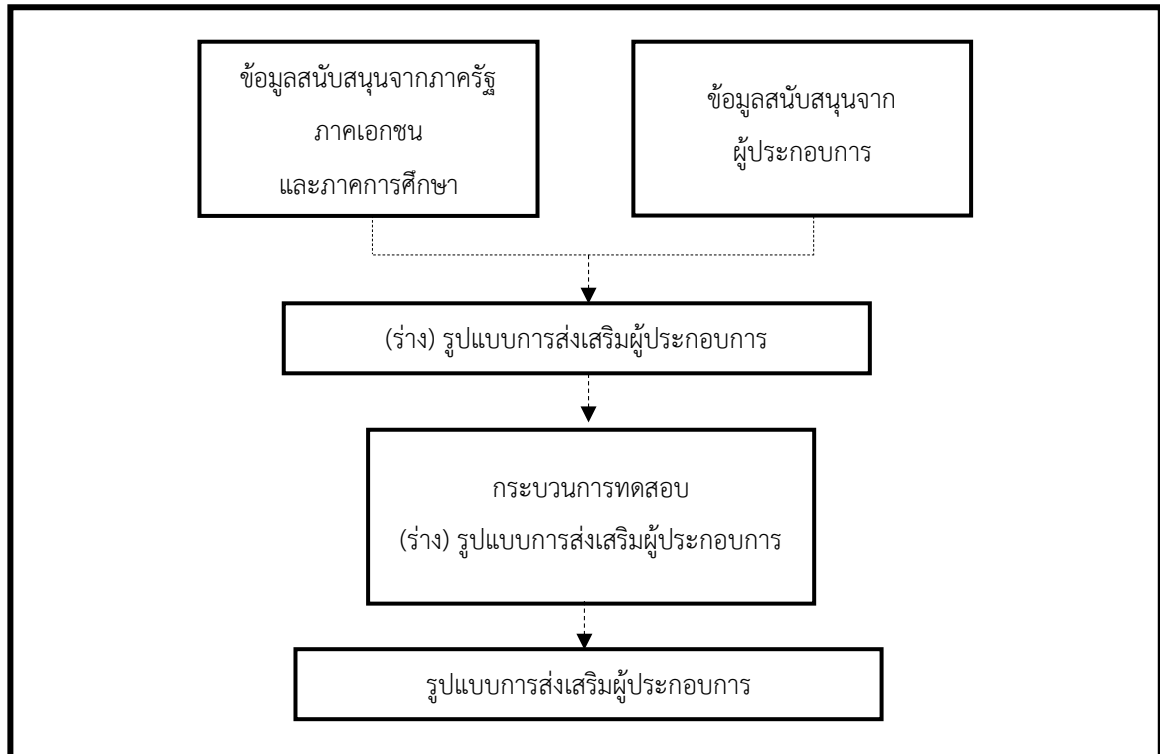 ข้อมูลสนับสนุนจากภาครัฐ
ภาคเอกชน
และภาคการศึกษา
ข้อมูลสนับสนุนจาก
ผู้ประกอบการ
(ร่าง) รูปแบบการส่งเสริมผู้ประกอบการ
กระบวนการทดสอบ
(ร่าง) รูปแบบการส่งเสริมผู้ประกอบการ
รูปแบบการส่งเสริมผู้ประกอบการ